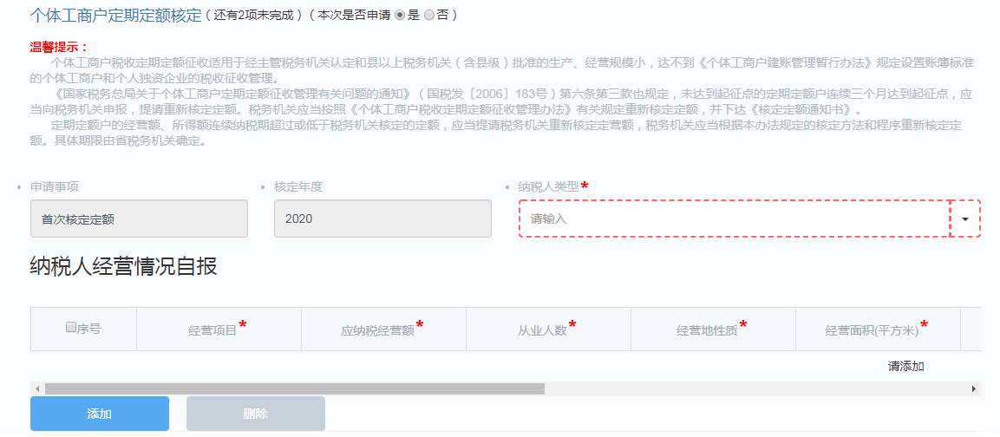 个体工商户定期定额核定（还有2项未完成）（本次是否申请 是 否）
温馨提示：
个体工商户税收定期定额征收适用于经主管税务机关认定和县以上税务机关（含县级）批准的生产、经营规模小，达不到《个体工商户建账管理暂行办法》规定设置账簿标准
的个体工商户和个人独资企业的税收征收管理。
《国家税务总局关于个体工商户定期定额征收管理有关问题的通知》（国税发〔2006〕183号）第六条第三款也规定，未达到起征点的定期定额户连续三个月达到起征点，应
当向税务机关申报，提请重新核定定额。税务机关应当按照《个体工商户税收定期定额征收管理办法》有关规定重新核定定额，并下达《核定定额通知书》。
定期定额户的经营额、所得额连续纳税期超过或低于税务机关核定的定额，应当提请税务机关重新核定定营额，税务机关应当根据本办法规定的核定方法和程序重新核定定
额。具体期限由省税务机关确定。
• 申请事项 • 核定年度 • 纳税人类型*
首次核定定额 2020 请输入
纳税人经营情况自报
序号 经营项目* 应纳税经营额* 从业人数* 经营地性质* 经营面积(平方米)*
请添加
添加 删除